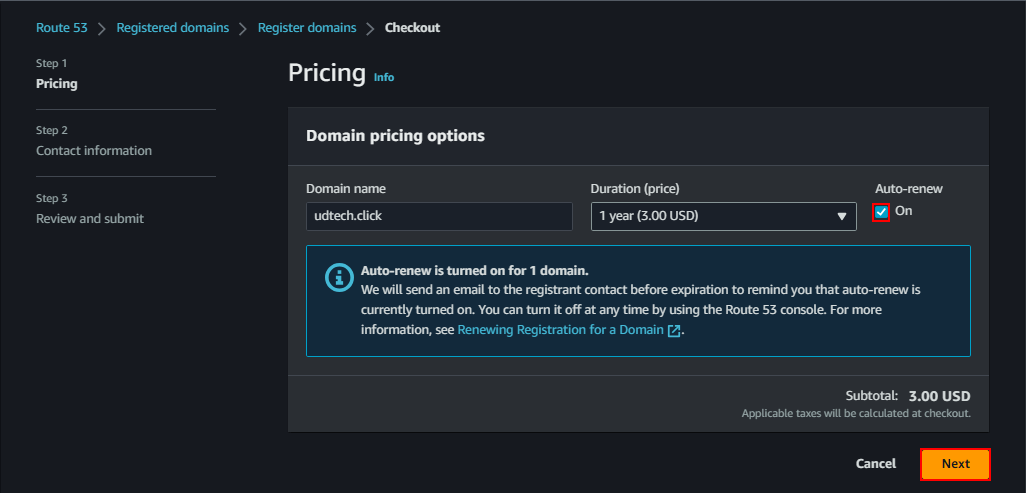 Route 53 > Registered domains > Register domains > Checkout
Step 1
Pricing
Step 2
Contact information
Step 3
Review and submit
Pricing Info
Domain pricing options
Domain name
udtech.click
Duration (price)
1 year (3.00 USD)
Auto-renew
On
Auto-renew is turned on for 1 domain.
We will send an email to the registrant contact before expiration to remind you that auto-renew is
currently turned on. You can turn it off at any time by using the Route 53 console. For more
information, see Renewing Registration for a Domain.
Subtotal: 3.00 USD
Applicable taxes will be calculated at checkout.
Cancel
Next